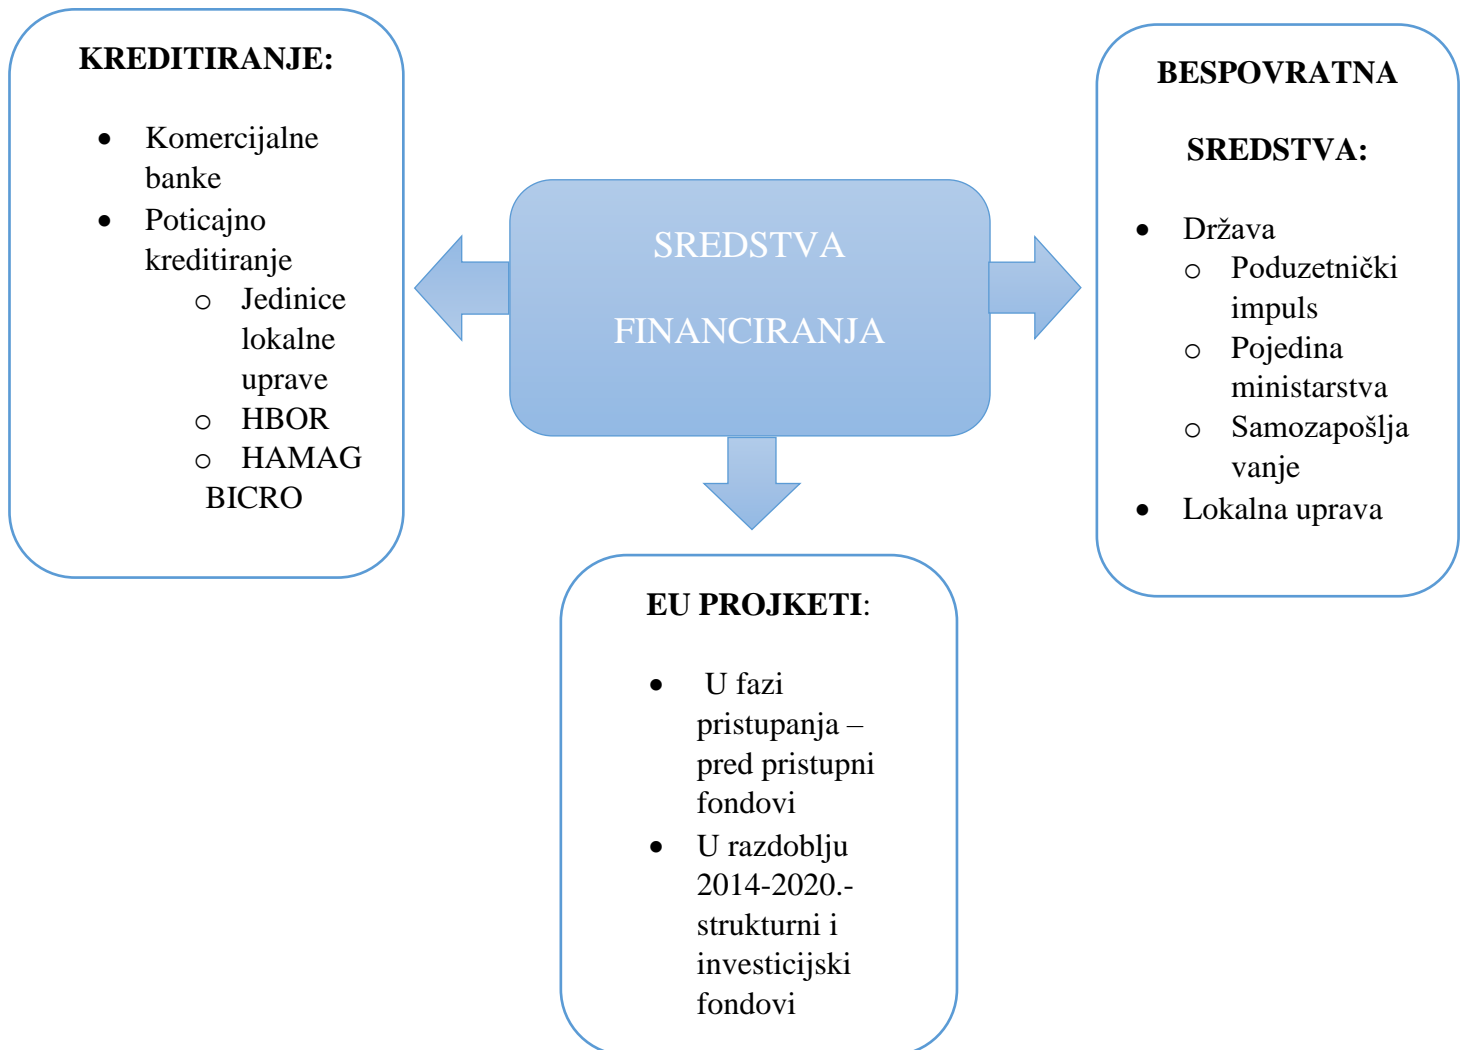 KREDITIRANJE:
• Komercijalne
banke
• Poticajno
kreditiranje
o Jedinice
lokalne
uprave
o HBOR
o HAMAG
BICRO
SREDSTVA
FINANCIRANJA
BESPOVRATNA
SREDSTVA:
• Država
o Poduzetnički
impuls
o Pojedina
ministarstva
o Samozapošlja
vanje
• Lokalna uprava
EU PROJKETI:
• U fazi
pristupanja –
pred pristupni
fondovi
• U razdoblju
2014-2020.-
strukturni i
investicijski
fondovi